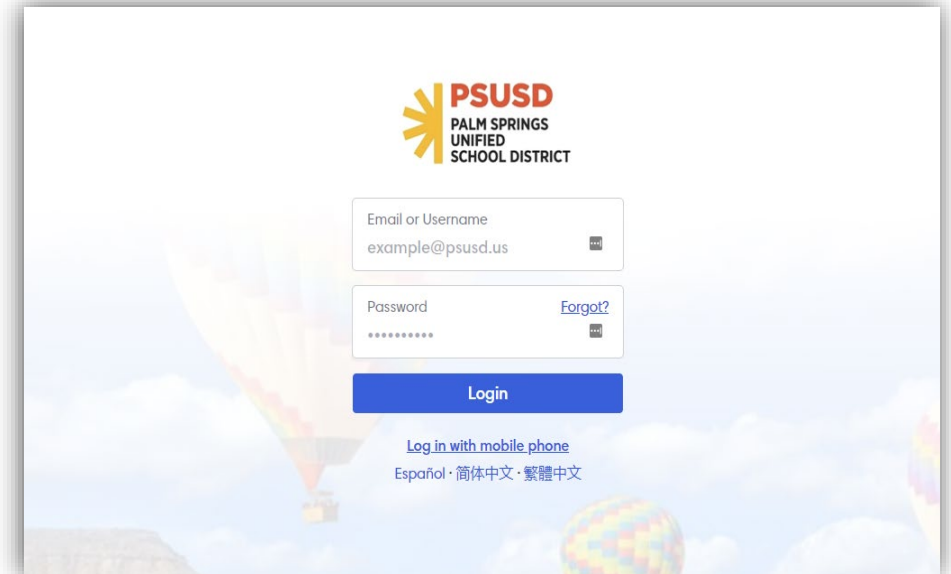 PSUSD
PALM SPRINGS
UNIFIED
SCHOOL DISTRICT
Email or Username
example@psusd.us
Password Forgot?
••••••••••
Login
Log in with mobile phone
Español · 简体中文 · 繁體中文